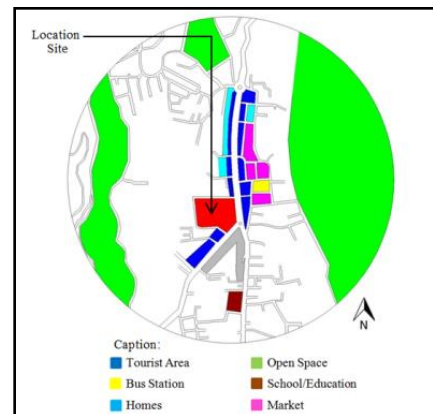 Location
Site
N
Caption:
Tourist Area
Open Space
Bus Station
School/Education
Homes
Market